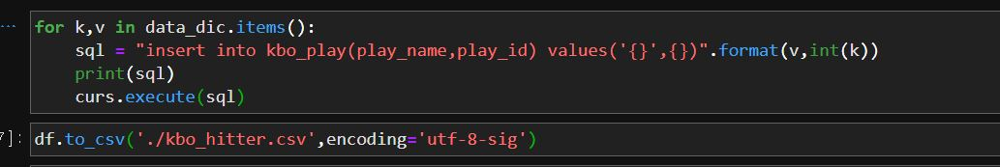 for k,v in data_dic.items():
    sql = "insert into kbo_play(play_name,play_id) values('{}',{})".format(v,int(k))
    print(sql)
    curs.execute(sql)
7]: df.to_csv('./kbo_hitter.csv',encoding='utf-8-sig')